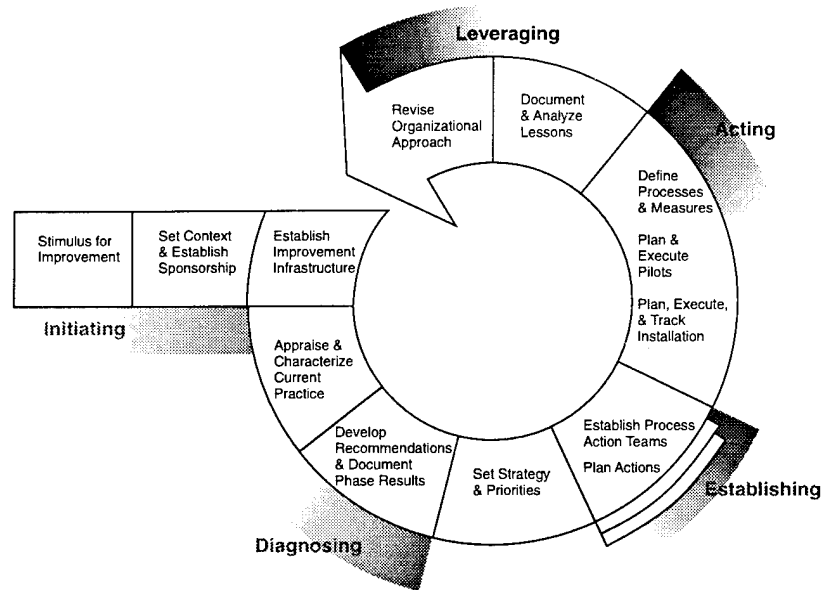 Leveraging
Revise
Organizational
Approach
Document
& Analyze
Lessons
Acting
Define
Processes
& Measures
Plan &
Execute
Pilots
Plan, Execute,
& Track
Installation
Stimulus for
Improvement
Set Context
& Establish
Sponsorship
Establish
Improvement
Infrastructure
Initiating
Appraise &
Characterize
Current
Practice
Develop
Recommendations
& Document
Phase Results
Set Strategy
& Priorities
Establish Process
Action Teams
Plan Actions
Establishing
Diagnosing